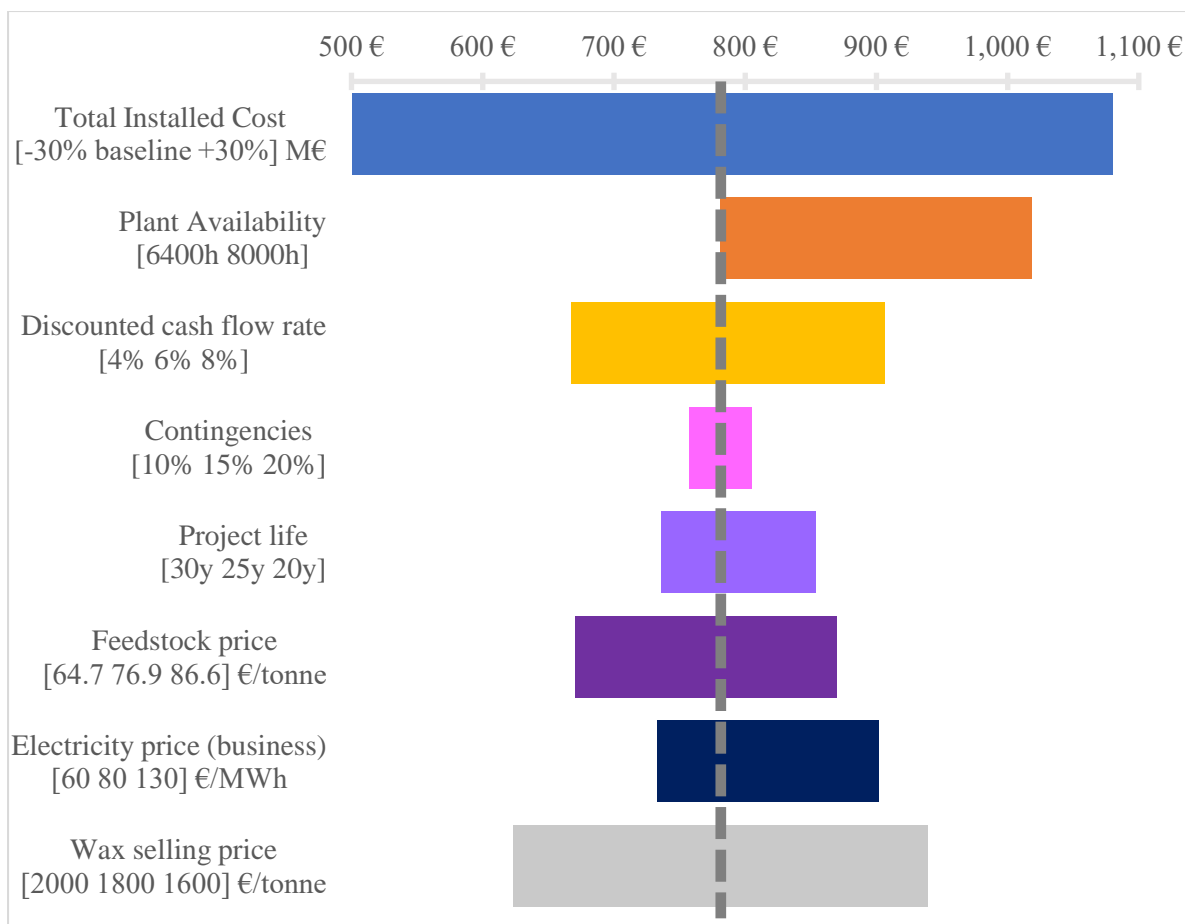 500 € 600 € 700 € 800 € 900 € 1,000 € 1,100 €
Total Installed Cost
[-30% baseline +30%] M€
Plant Availability
[6400h 8000h]
Discounted cash flow rate
[4% 6% 8%]
Contingencies
[10% 15% 20%]
Project life
[30y 25y 20y]
Feedstock price
[64.7 76.9 86.6] €/tonne
Electricity price (business)
[60 80 130] €/MWh
Wax selling price
[2000 1800 1600] €/tonne